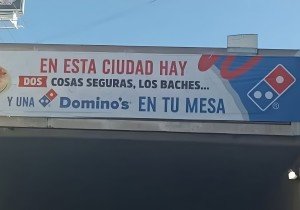 EN ESTA CIUDAD HAY
DOS COSAS SEGURAS, LOS BACHES...
Y UNA Domino's EN TU MESA